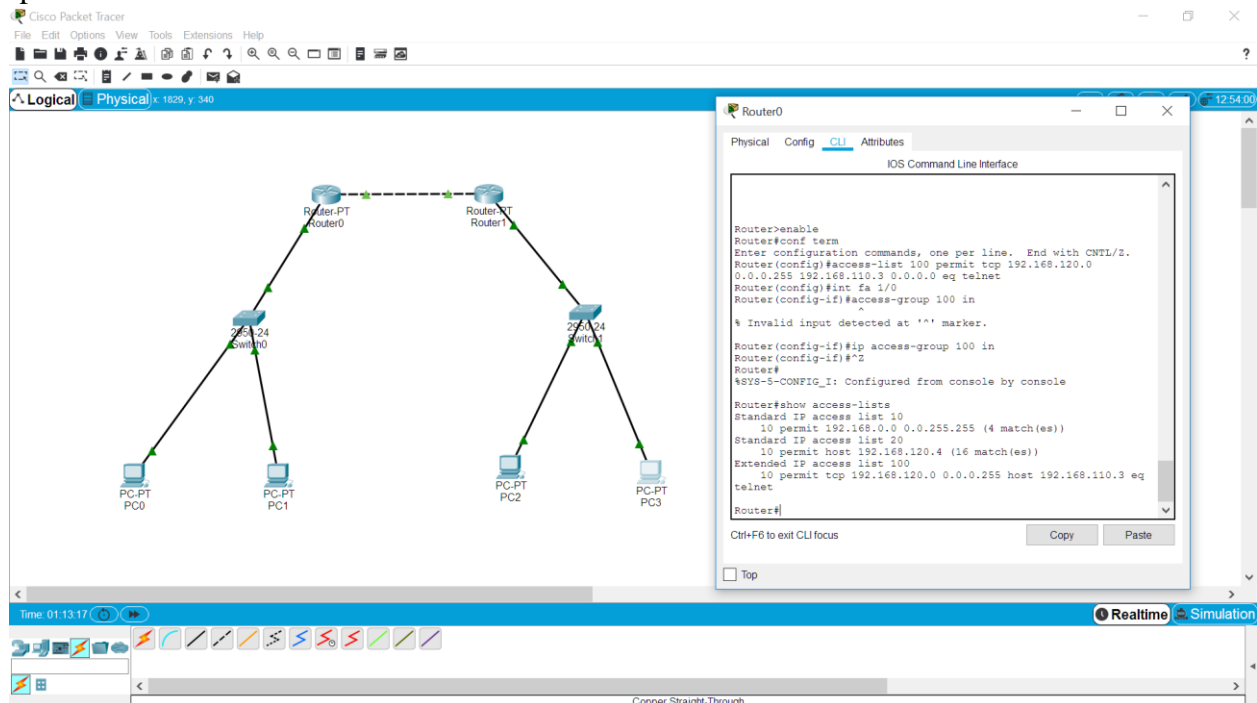 Cisco Packet Tracer
File Edit Options View Tools Extensions Help
?
Logical Physical x: 1829, y: 340
12:54:00
Router-PT
Router0
Router-PT
Router1
2950-24
Switch0
2950-24
Switch1
PC-PT
PC0
PC-PT
PC1
PC-PT
PC2
PC-PT
PC3
Router0
Physical Config CLI Attributes
IOS Command Line Interface
Router>enable
Router#conf term
Enter configuration commands, one per line. End with CNTL/Z.
Router(config)#access-list 100 permit tcp 192.168.120.0
0.0.0.255 192.168.110.3 0.0.0.0 eq telnet
Router(config)#int fa 1/0
Router(config-if)#access-group 100 in
^
% Invalid input detected at '^' marker.
Router(config-if)#ip access-group 100 in
Router(config-if)#^Z
Router#
%SYS-5-CONFIG_I: Configured from console by console
Router#show access-lists
Standard IP access list 10
10 permit 192.168.0.0 0.0.255.255 (4 match(es))
Standard IP access list 20
10 permit host 192.168.120.4 (16 match(es))
Extended IP access list 100
10 permit tcp 192.168.120.0 0.0.0.255 host 192.168.110.3 eq
telnet
Router#
Ctrl+F6 to exit CLI focus
Copy Paste
Top
Time: 01:13:17
Realtime Simulation
Copper Straight-Through